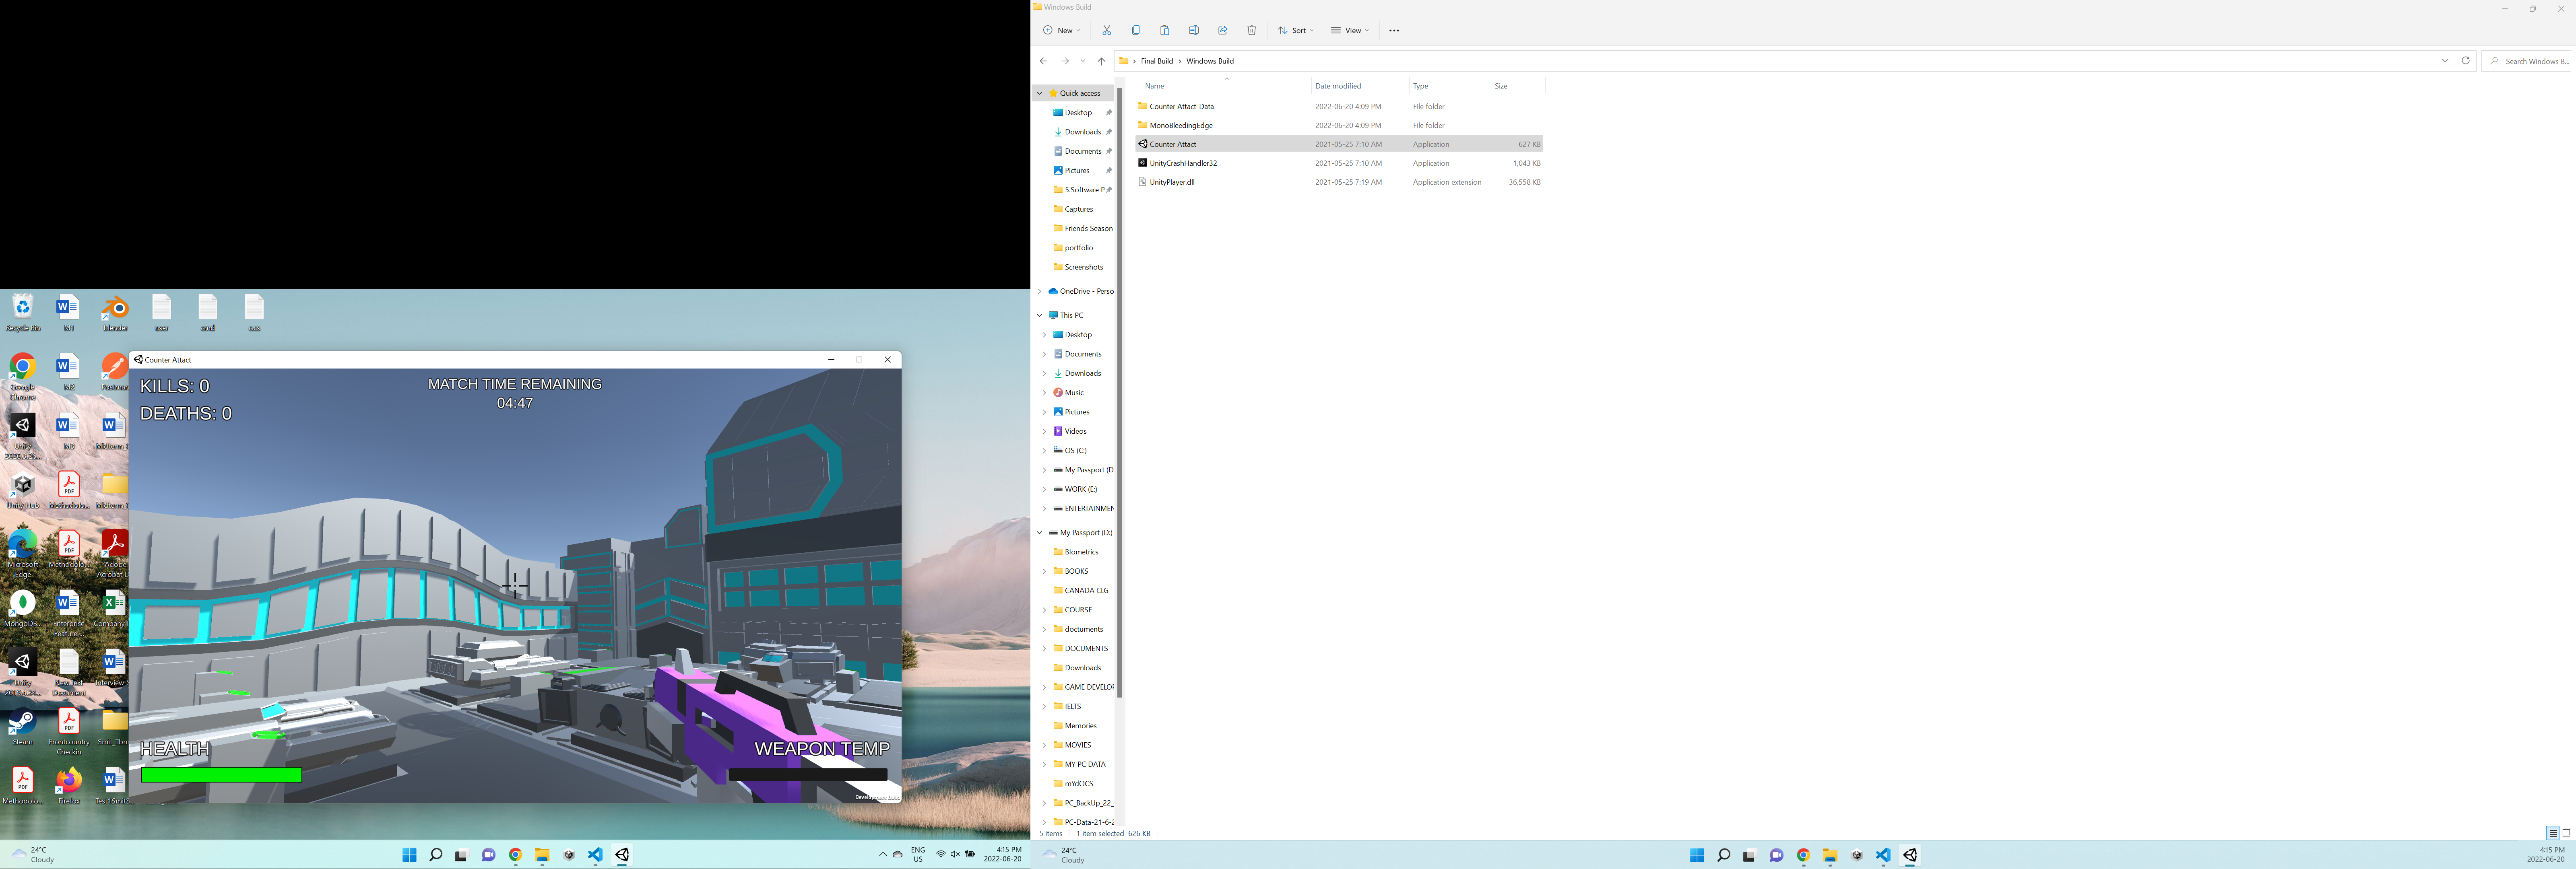 Recycle Bin
M1
blender
user
cmd
Google
Chrome
M2
Postman
Unity
2020.3.26...
M3
Midterm_
Unity Hub
Methodolo...
Midterm_
Microsoft
Edge
Methodolo...
Adobe
Acrobat D
MongoDB...
Enterprise
Feature
Company
Unity
New Text
Document
Interview
Steam
Frontcountry
Checkin
Smit_Tbn
Methodolo...
Firefox
Test1Smit
Counter Attact
KILLS: 0
DEATHS: 0
MATCH TIME REMAINING
04:47
HEALTH
WEAPON TEMP
Development Build
24°C
Cloudy
ENG
US
4:15 PM
2022-06-20
Windows Build
New
Sort
View
Final Build
Windows Build
Search Windows B...
Name
Date modified
Type
Size
Counter Attact_Data 2022-06-20 4:09 PM File folder
MonoBleedingEdge 2022-06-20 4:09 PM File folder
Counter Attact 2021-05-25 7:10 AM Application 627 KB
UnityCrashHandler32 2021-05-25 7:10 AM Application 1,043 KB
UnityPlayer.dll 2021-05-25 7:19 AM Application extension 36,558 KB
Quick access
Desktop
Downloads
Documents
Pictures
5.Software P
Captures
Friends Season
portfolio
Screenshots
OneDrive - Perso
This PC
Desktop
Documents
Downloads
Music
Pictures
Videos
OS (C:)
My Passport (D
WORK (E:)
ENTERTAINMEN
My Passport (D:)
BIometrics
BOOKS
CANADA CLG
COURSE
doctuments
DOCUMENTS
Downloads
GAME DEVELOP
IELTS
Memories
MOVIES
MY PC DATA
mYdOCS
PC_BackUp_22_
PC-Data-21-6-2
5 items
1 item selected 626 KB
24°C
Cloudy
4:15 PM
2022-06-20